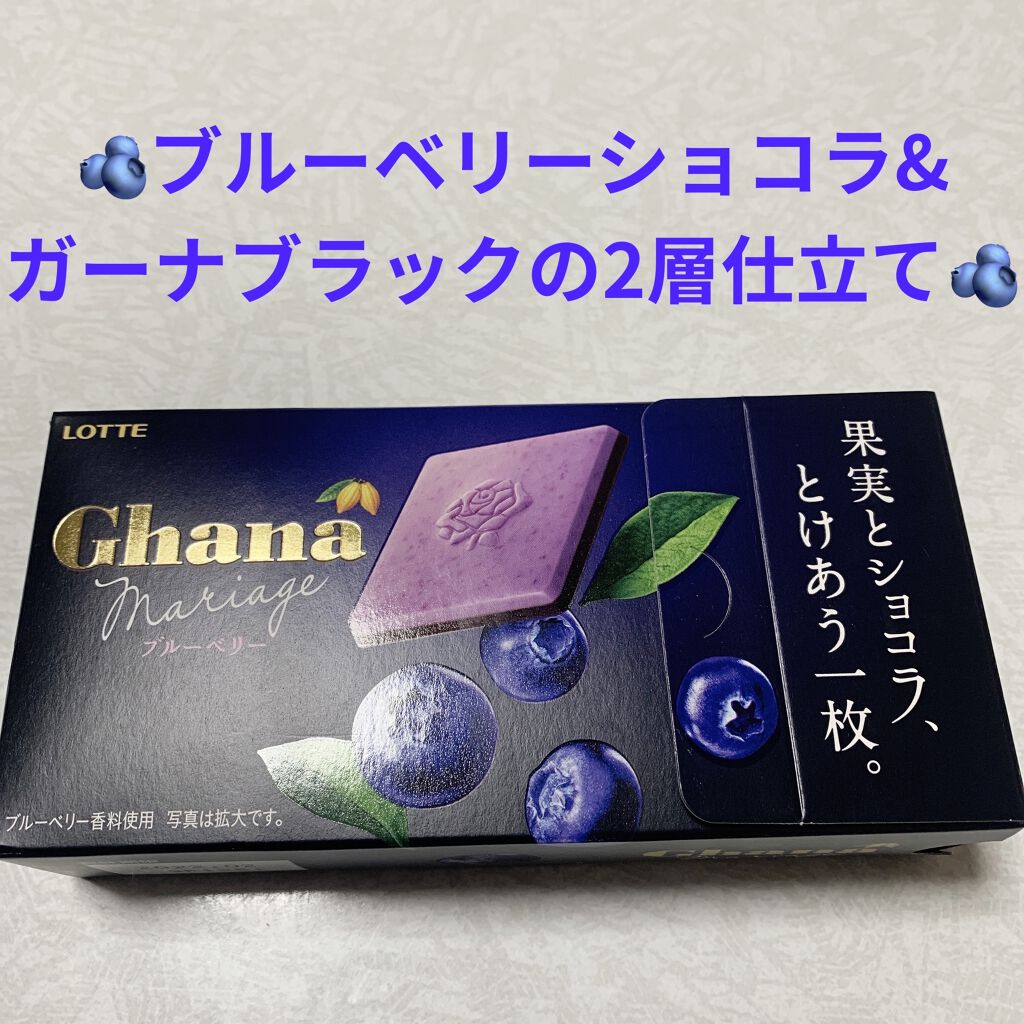 🫐ブルーベリーショコラ&
ガーナブラックの2層仕立て🫐
LOTTE
Ghana
Mariage
ブルーベリー
果実とショコラ、
とけあう一枚。
ブルーベリー香料使用 写真は拡大です。
Ghana